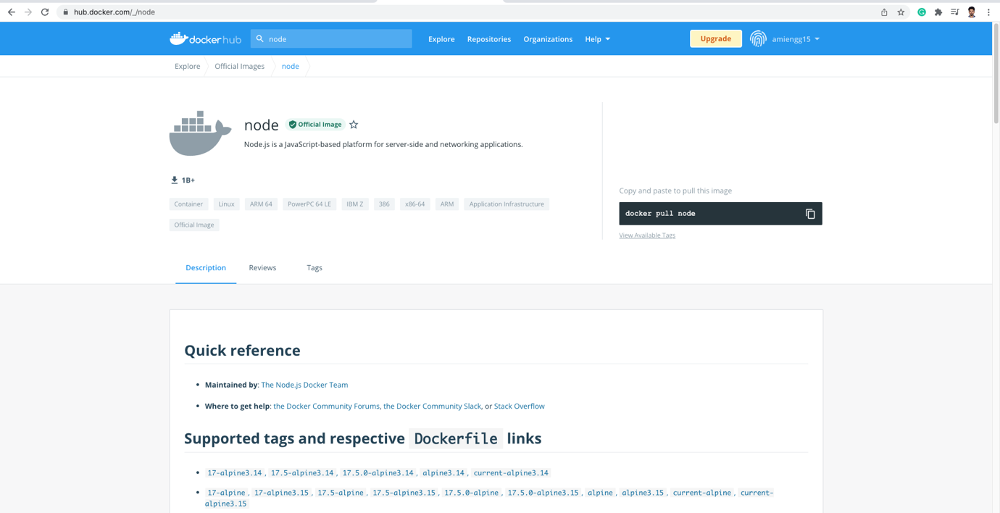 hub.docker.com/_/node
dockerhub
node
Explore Repositories Organizations Help
Upgrade
amiengg15
Explore Official Images node
node Official Image
Node.js is a JavaScript-based platform for server-side and networking applications.
1B+
Container Linux ARM 64 PowerPC 64 LE IBM Z 386 x86-64 ARM Application Infrastructure
Official Image
Copy and paste to pull this image
docker pull node
View Available Tags
Description Reviews Tags
Quick reference
• Maintained by: The Node.js Docker Team
• Where to get help: the Docker Community Forums, the Docker Community Slack, or Stack Overflow
Supported tags and respective Dockerfile links
• 17-alpine3.14, 17.5-alpine3.14, 17.5.0-alpine3.14, alpine3.14, current-alpine3.14
• 17-alpine, 17-alpine3.15, 17.5-alpine, 17.5-alpine3.15, 17.5.0-alpine, 17.5.0-alpine3.15, alpine, alpine3.15, current-alpine, current-
alpine3.15